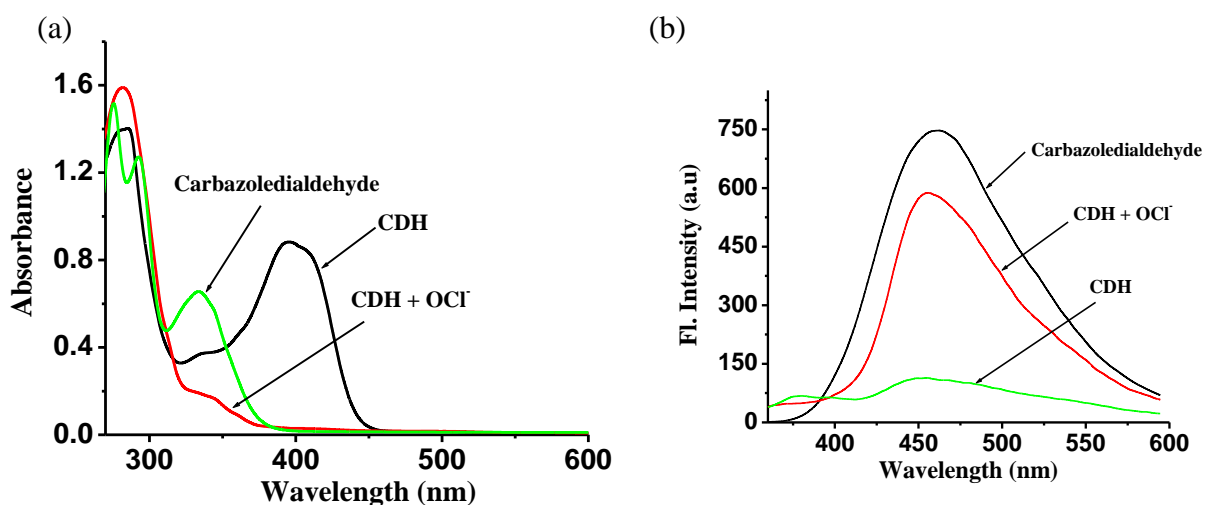 (a)
Absorbance
1.6
1.2
0.8
0.4
0.0
Carbazoledialdehyde
CDH
CDH + OCl⁻
300
400
500
600
Wavelength (nm)
(b)
Fl. Intensity (a.u)
750
600
450
300
150
0
Carbazoledialdehyde
CDH + OCl⁻
CDH
400
450
500
550
600
Wavelength (nm)